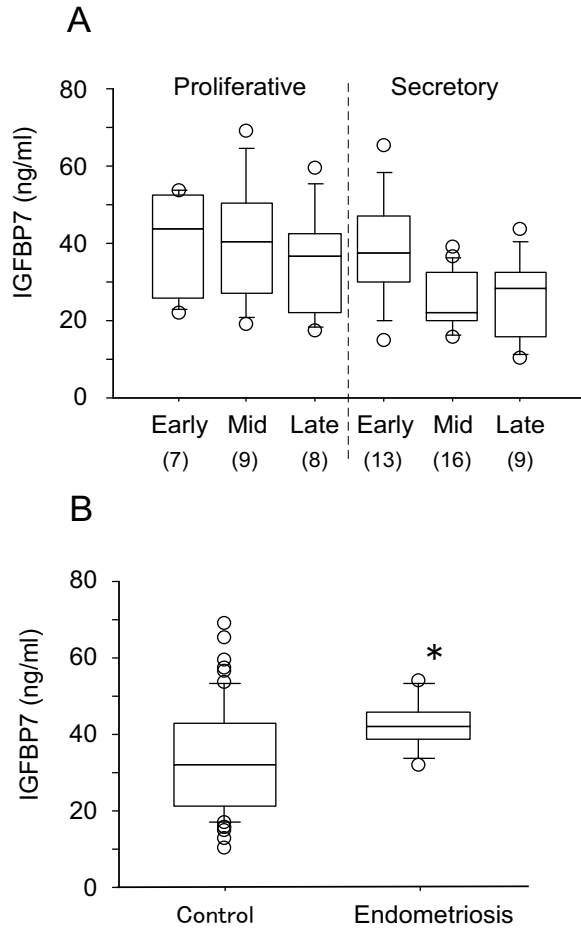 A
Proliferative Secretory
80
60
40
20
0
IGFBP7 (ng/ml)
Early Mid Late Early Mid Late
(7) (9) (8) (13) (16) (9)
B
80
60
40
20
0
IGFBP7 (ng/ml)
*
Control Endometriosis